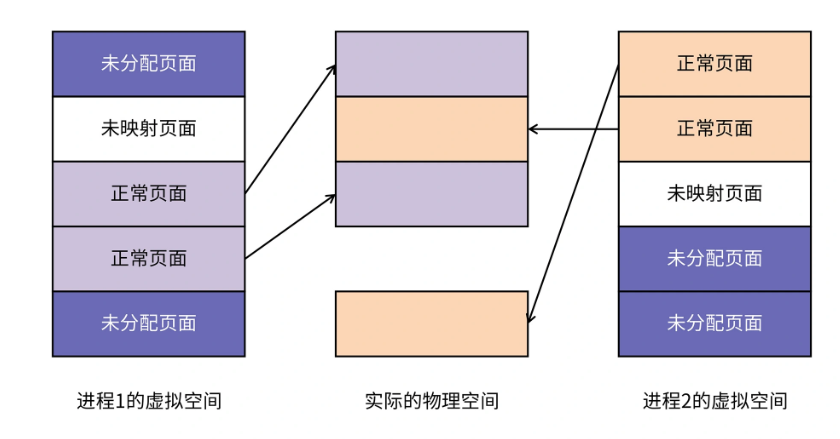 未分配页面
未映射页面
正常页面
正常页面
未分配页面
进程1的虚拟空间
实际的物理空间
正常页面
正常页面
未映射页面
未分配页面
未分配页面
进程2的虚拟空间